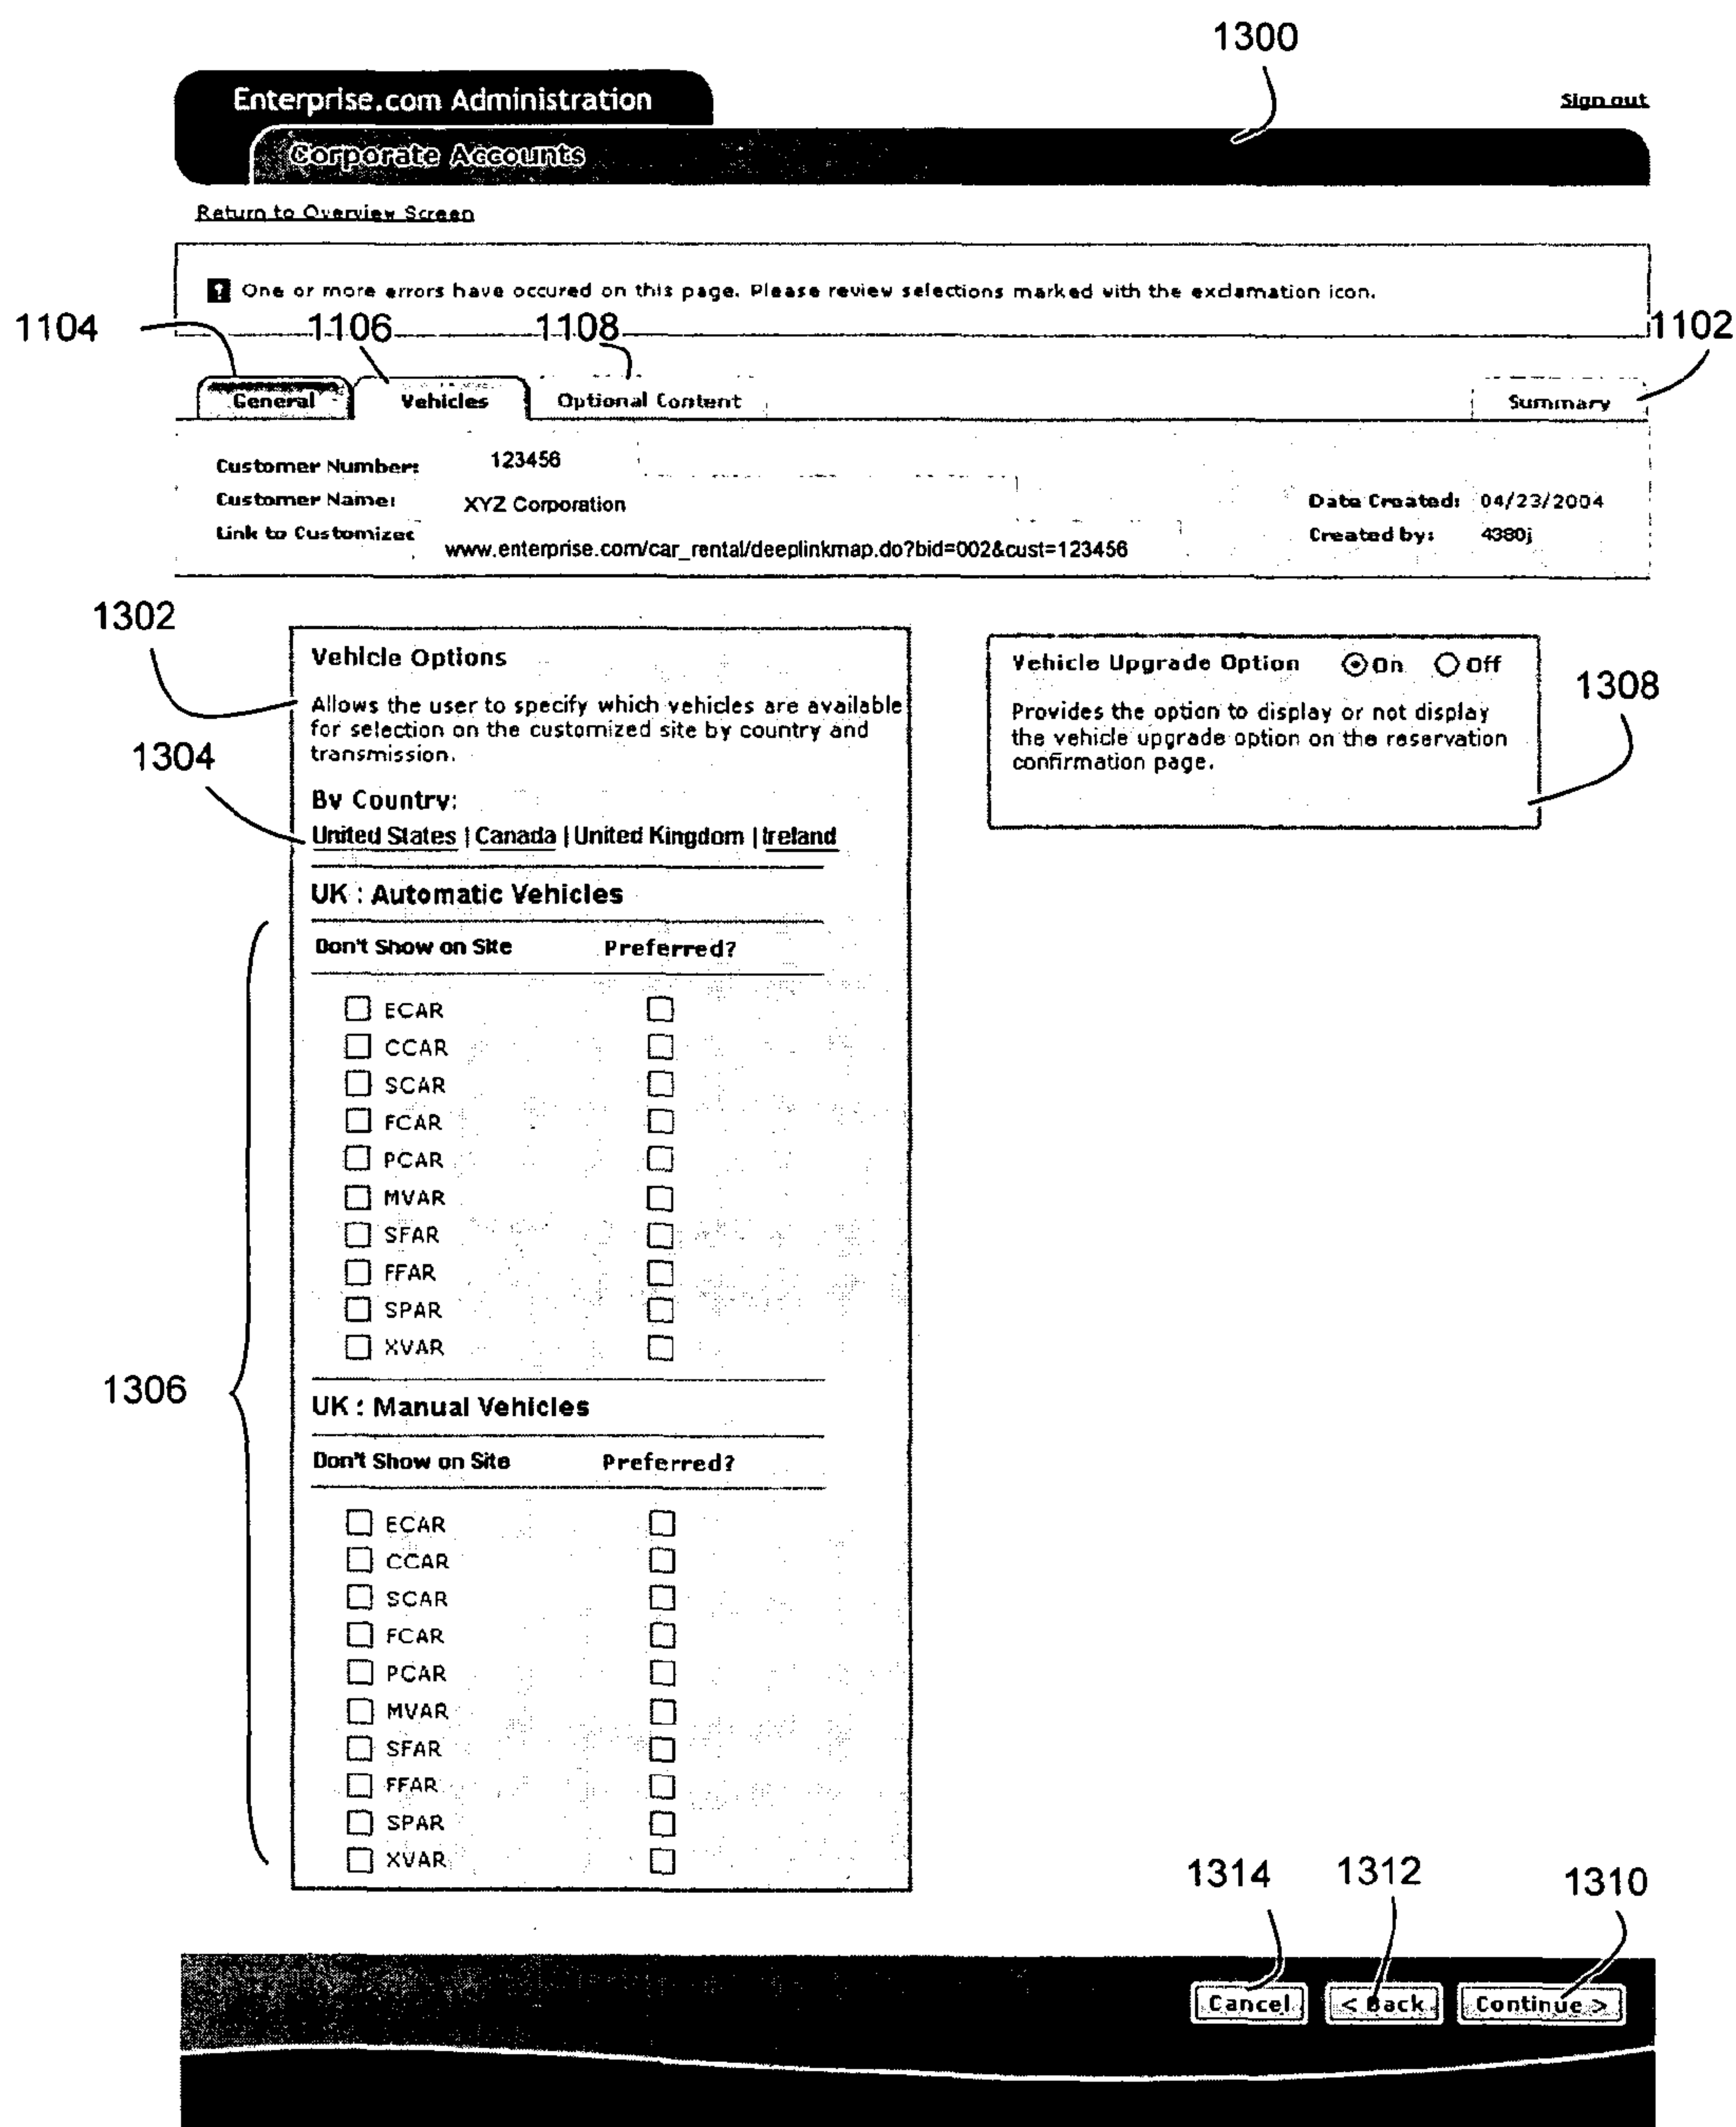 1300
Enterprise.com Administration
Sign out
Corporate Accounts
Return to Overview Screen
One or more errors have occured on this page. Please review selections marked with the exclamation icon.
1104
1106
1108
1102
General
Vehicles
Optional Content
Summary
Customer Number: 123456
Customer Name: XYZ Corporation
Date Created: 04/23/2004
Link to Customized
www.enterprise.com/car_rental/deeplinkmap.do?bid=002&cust=123456
Created by: 4380j
1302
Vehicle Options
Allows the user to specify which vehicles are available
for selection on the customized site by country and
transmission.
1304
By Country:
United States | Canada | United Kingdom | Ireland
Vehicle Upgrade Option On Off
Provides the option to display or not display
the vehicle upgrade option on the reservation
confirmation page.
1308
UK : Automatic Vehicles
Don't Show on Site Preferred?
ECAR
CCAR
SCAR
FCAR
PCAR
MVAR
SFAR
FFAR
SPAR
XVAR
1306
UK : Manual Vehicles
Don't Show on Site Preferred?
ECAR
CCAR
SCAR
FCAR
PCAR
MVAR
SFAR
FFAR
SPAR
XVAR
1314
1312
1310
Cancel
< Back
Continue >